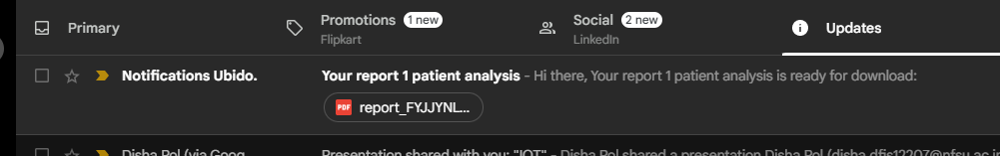 Primary
Promotions 1 new
Flipkart
Social 2 new
LinkedIn
Updates
Notifications Ubido. Your report 1 patient analysis - Hi there, Your report 1 patient analysis is ready for download:
PDF report_FYJJYNL...
Disha Pol (via Goog. Presentation shared with you: "IOT" - Disha Pol shared a presentation Disha Pol